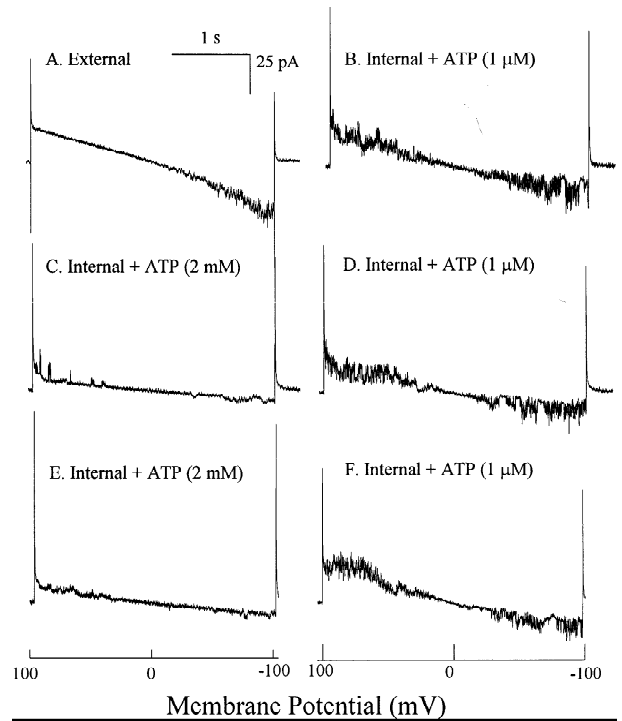 1 s
A. External
25 pA
B. Internal + ATP (1 μM)
C. Internal + ATP (2 mM)
D. Internal + ATP (1 μM)
E. Internal + ATP (2 mM)
F. Internal + ATP (1 μM)
100 0 -100
100 0 -100
Membrane Potential (mV)